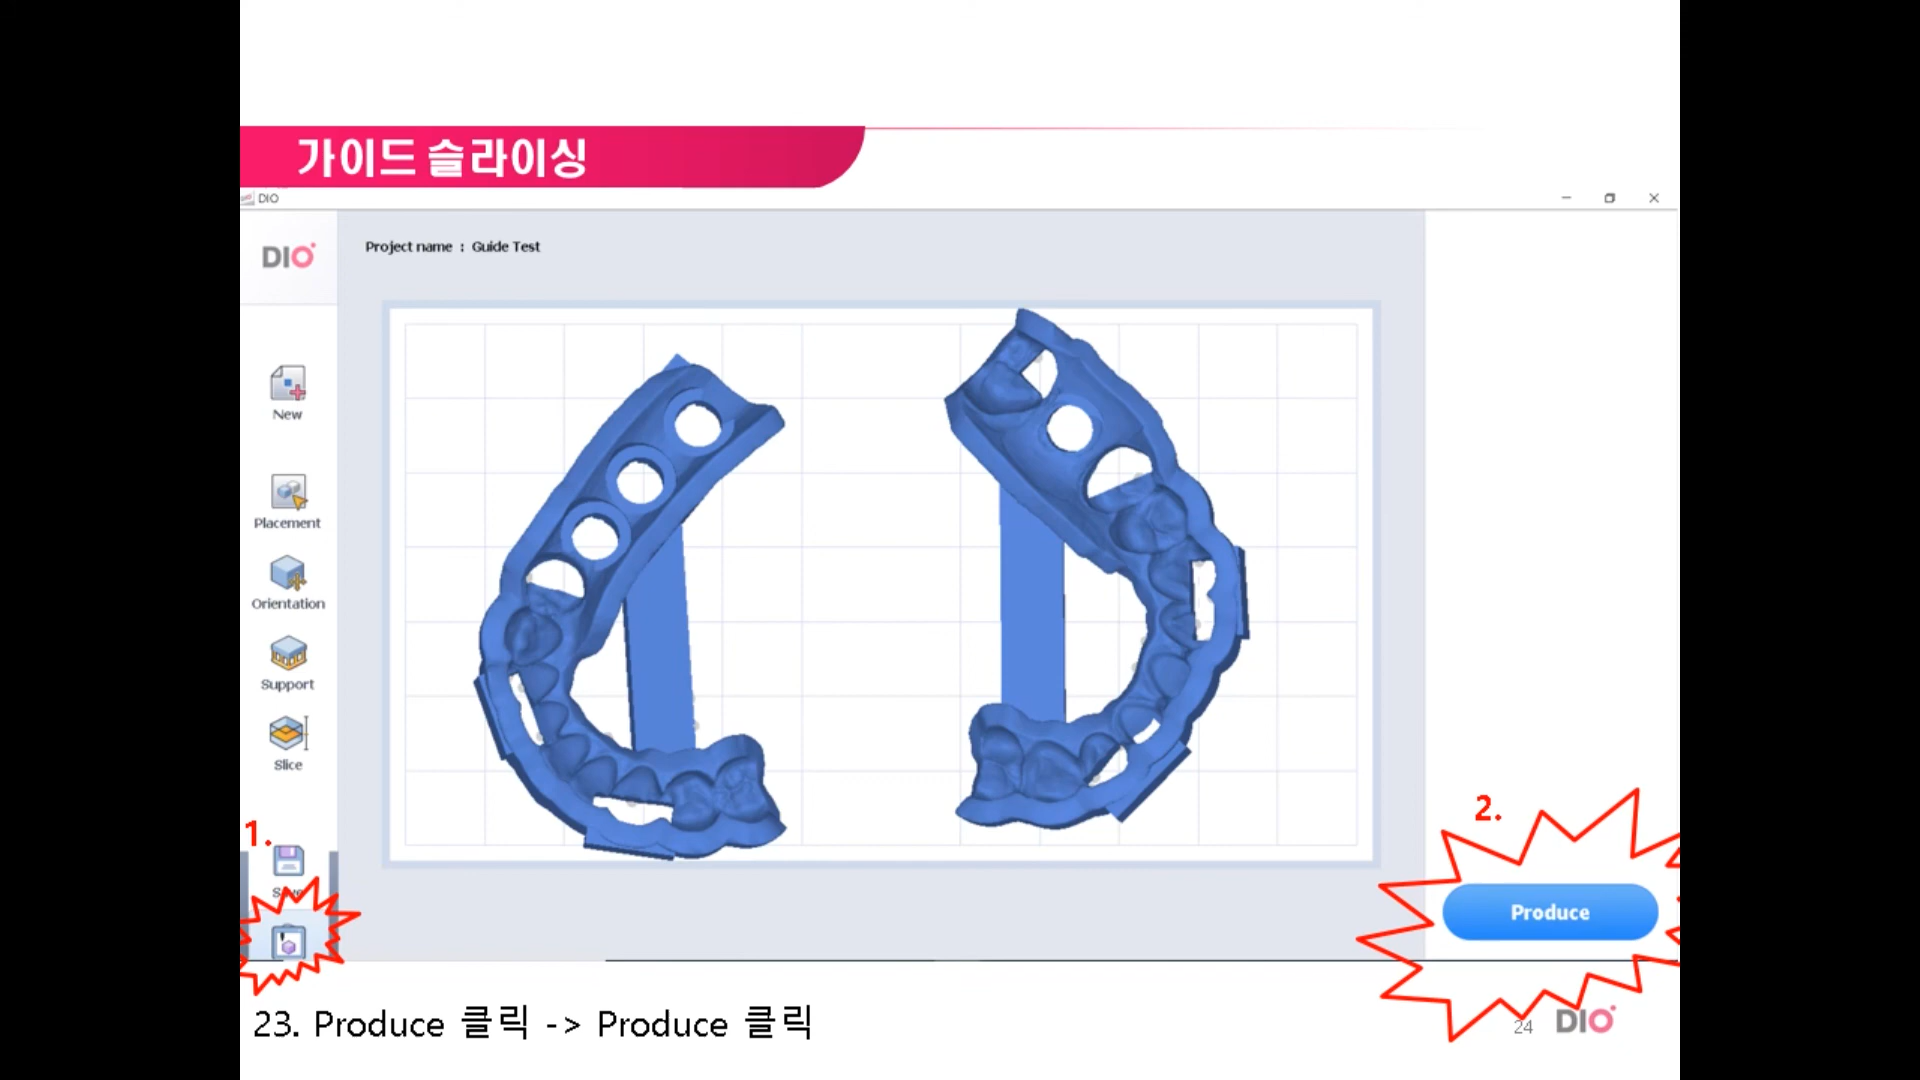 가이드 슬라이싱
DIO
DIO
Project name : Guide Test
New
Placement
Orientation
Support
Slice
1.
Save
2.
Produce
23. Produce 클릭 -> Produce 클릭
24
DIO